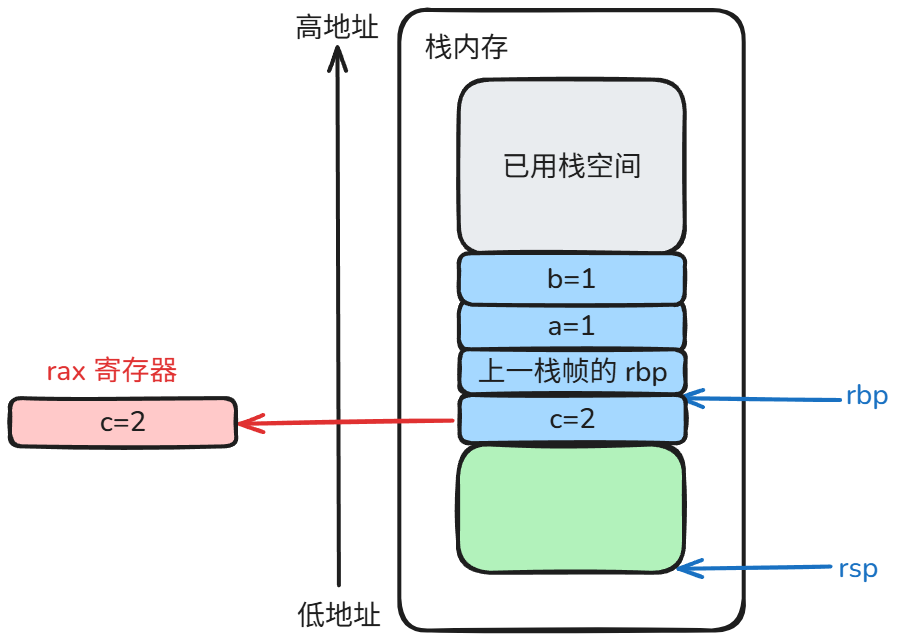 高地址
栈内存
已用栈空间
b=1
a=1
上一栈帧的 rbp
rax 寄存器
rbp
c=2
c=2
rsp
低地址